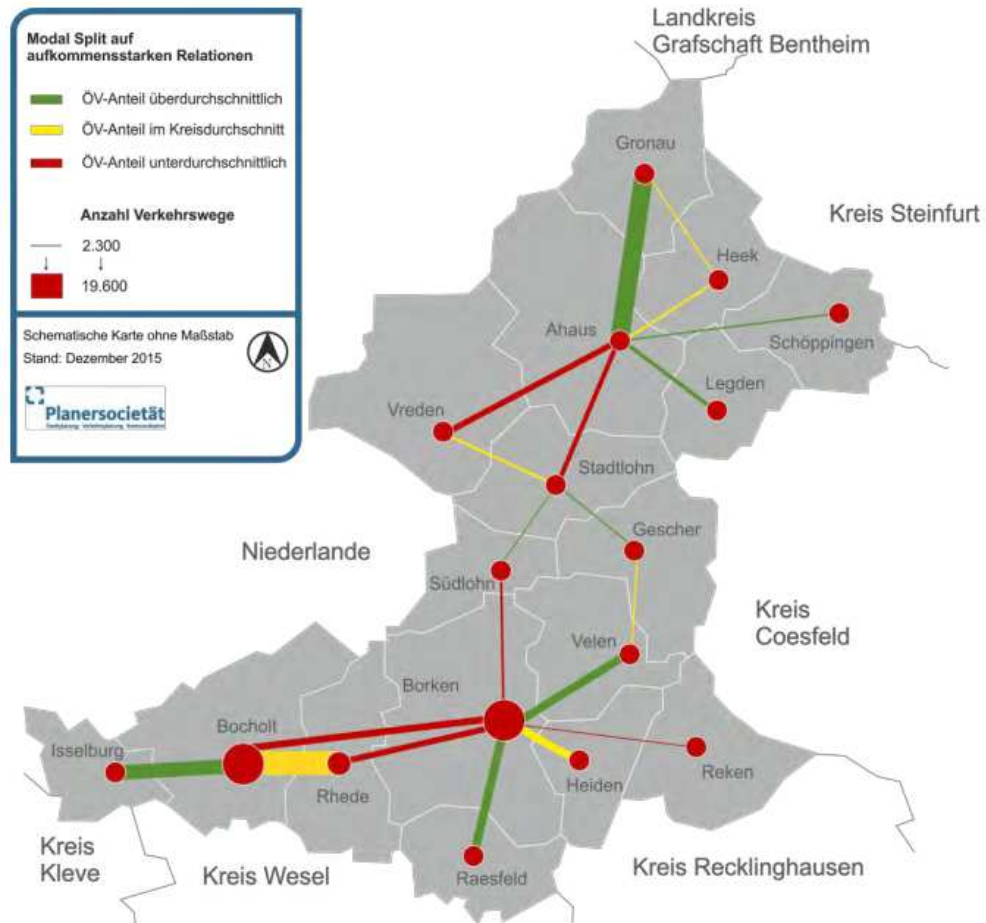 Modal Split auf
aufkommensstarken Relationen
ÖV-Anteil überdurchschnittlich
ÖV-Anteil im Kreisdurchschnitt
ÖV-Anteil unterdurchschnittlich
Anzahl Verkehrswege
2.300
19.600
Schematische Karte ohne Maßstab
Stand: Dezember 2015
N
Planersocietät
Stadtplanung Verkehrsplanung Kommunikation
Landkreis
Grafschaft Bentheim
Gronau
Kreis Steinfurt
Heek
Ahaus
Schöppingen
Legden
Vreden
Stadtlohn
Gescher
Niederlande
Südlohn
Kreis
Coesfeld
Velen
Borken
Bocholt
Isselburg
Rhede
Heiden
Reken
Kreis
Kleve
Kreis Wesel
Raesfeld
Kreis Recklinghausen